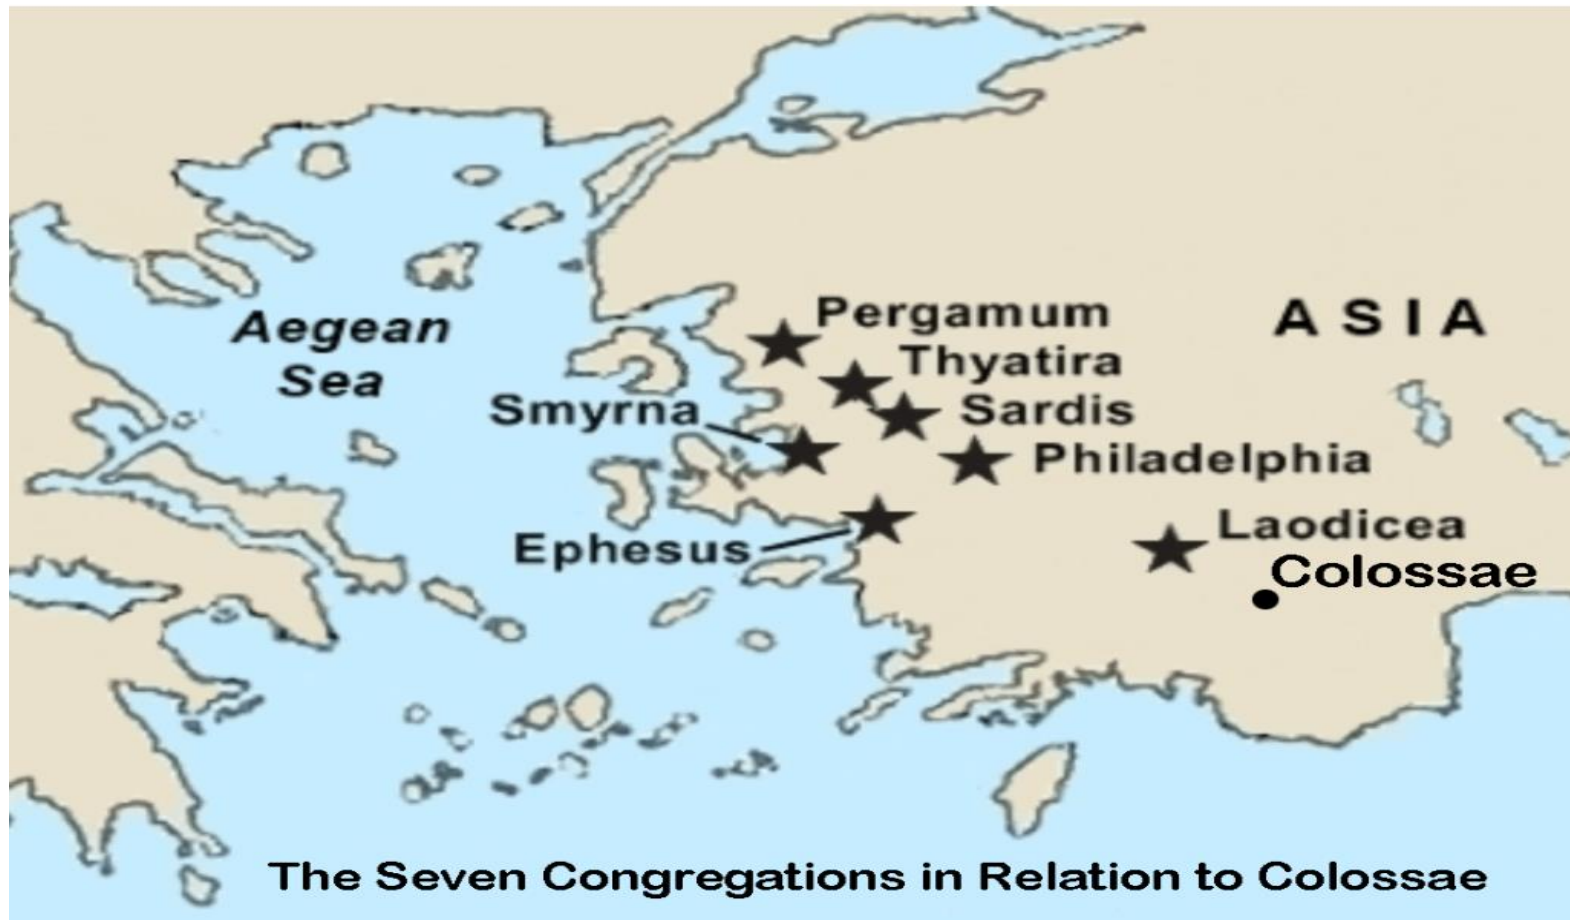 Pergamum
ASIA
Aegean
Sea
Thyatira
Smyrna
Sardis
Philadelphia
Ephesus
Laodicea
Colossae
The Seven Congregations in Relation to Colossae